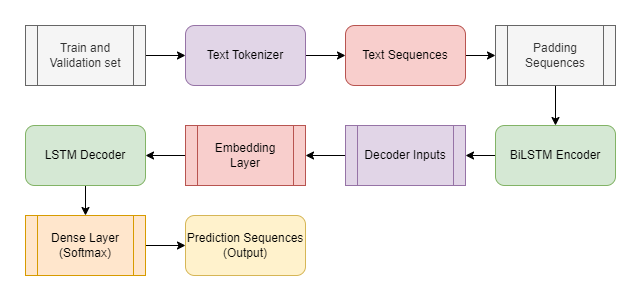 Train and
Validation set
Text Tokenizer
Text Sequences
Padding
Sequences
LSTM Decoder
Embedding
Layer
Decoder Inputs
BiLSTM Encoder
Dense Layer
(Softmax)
Prediction Sequences
(Output)